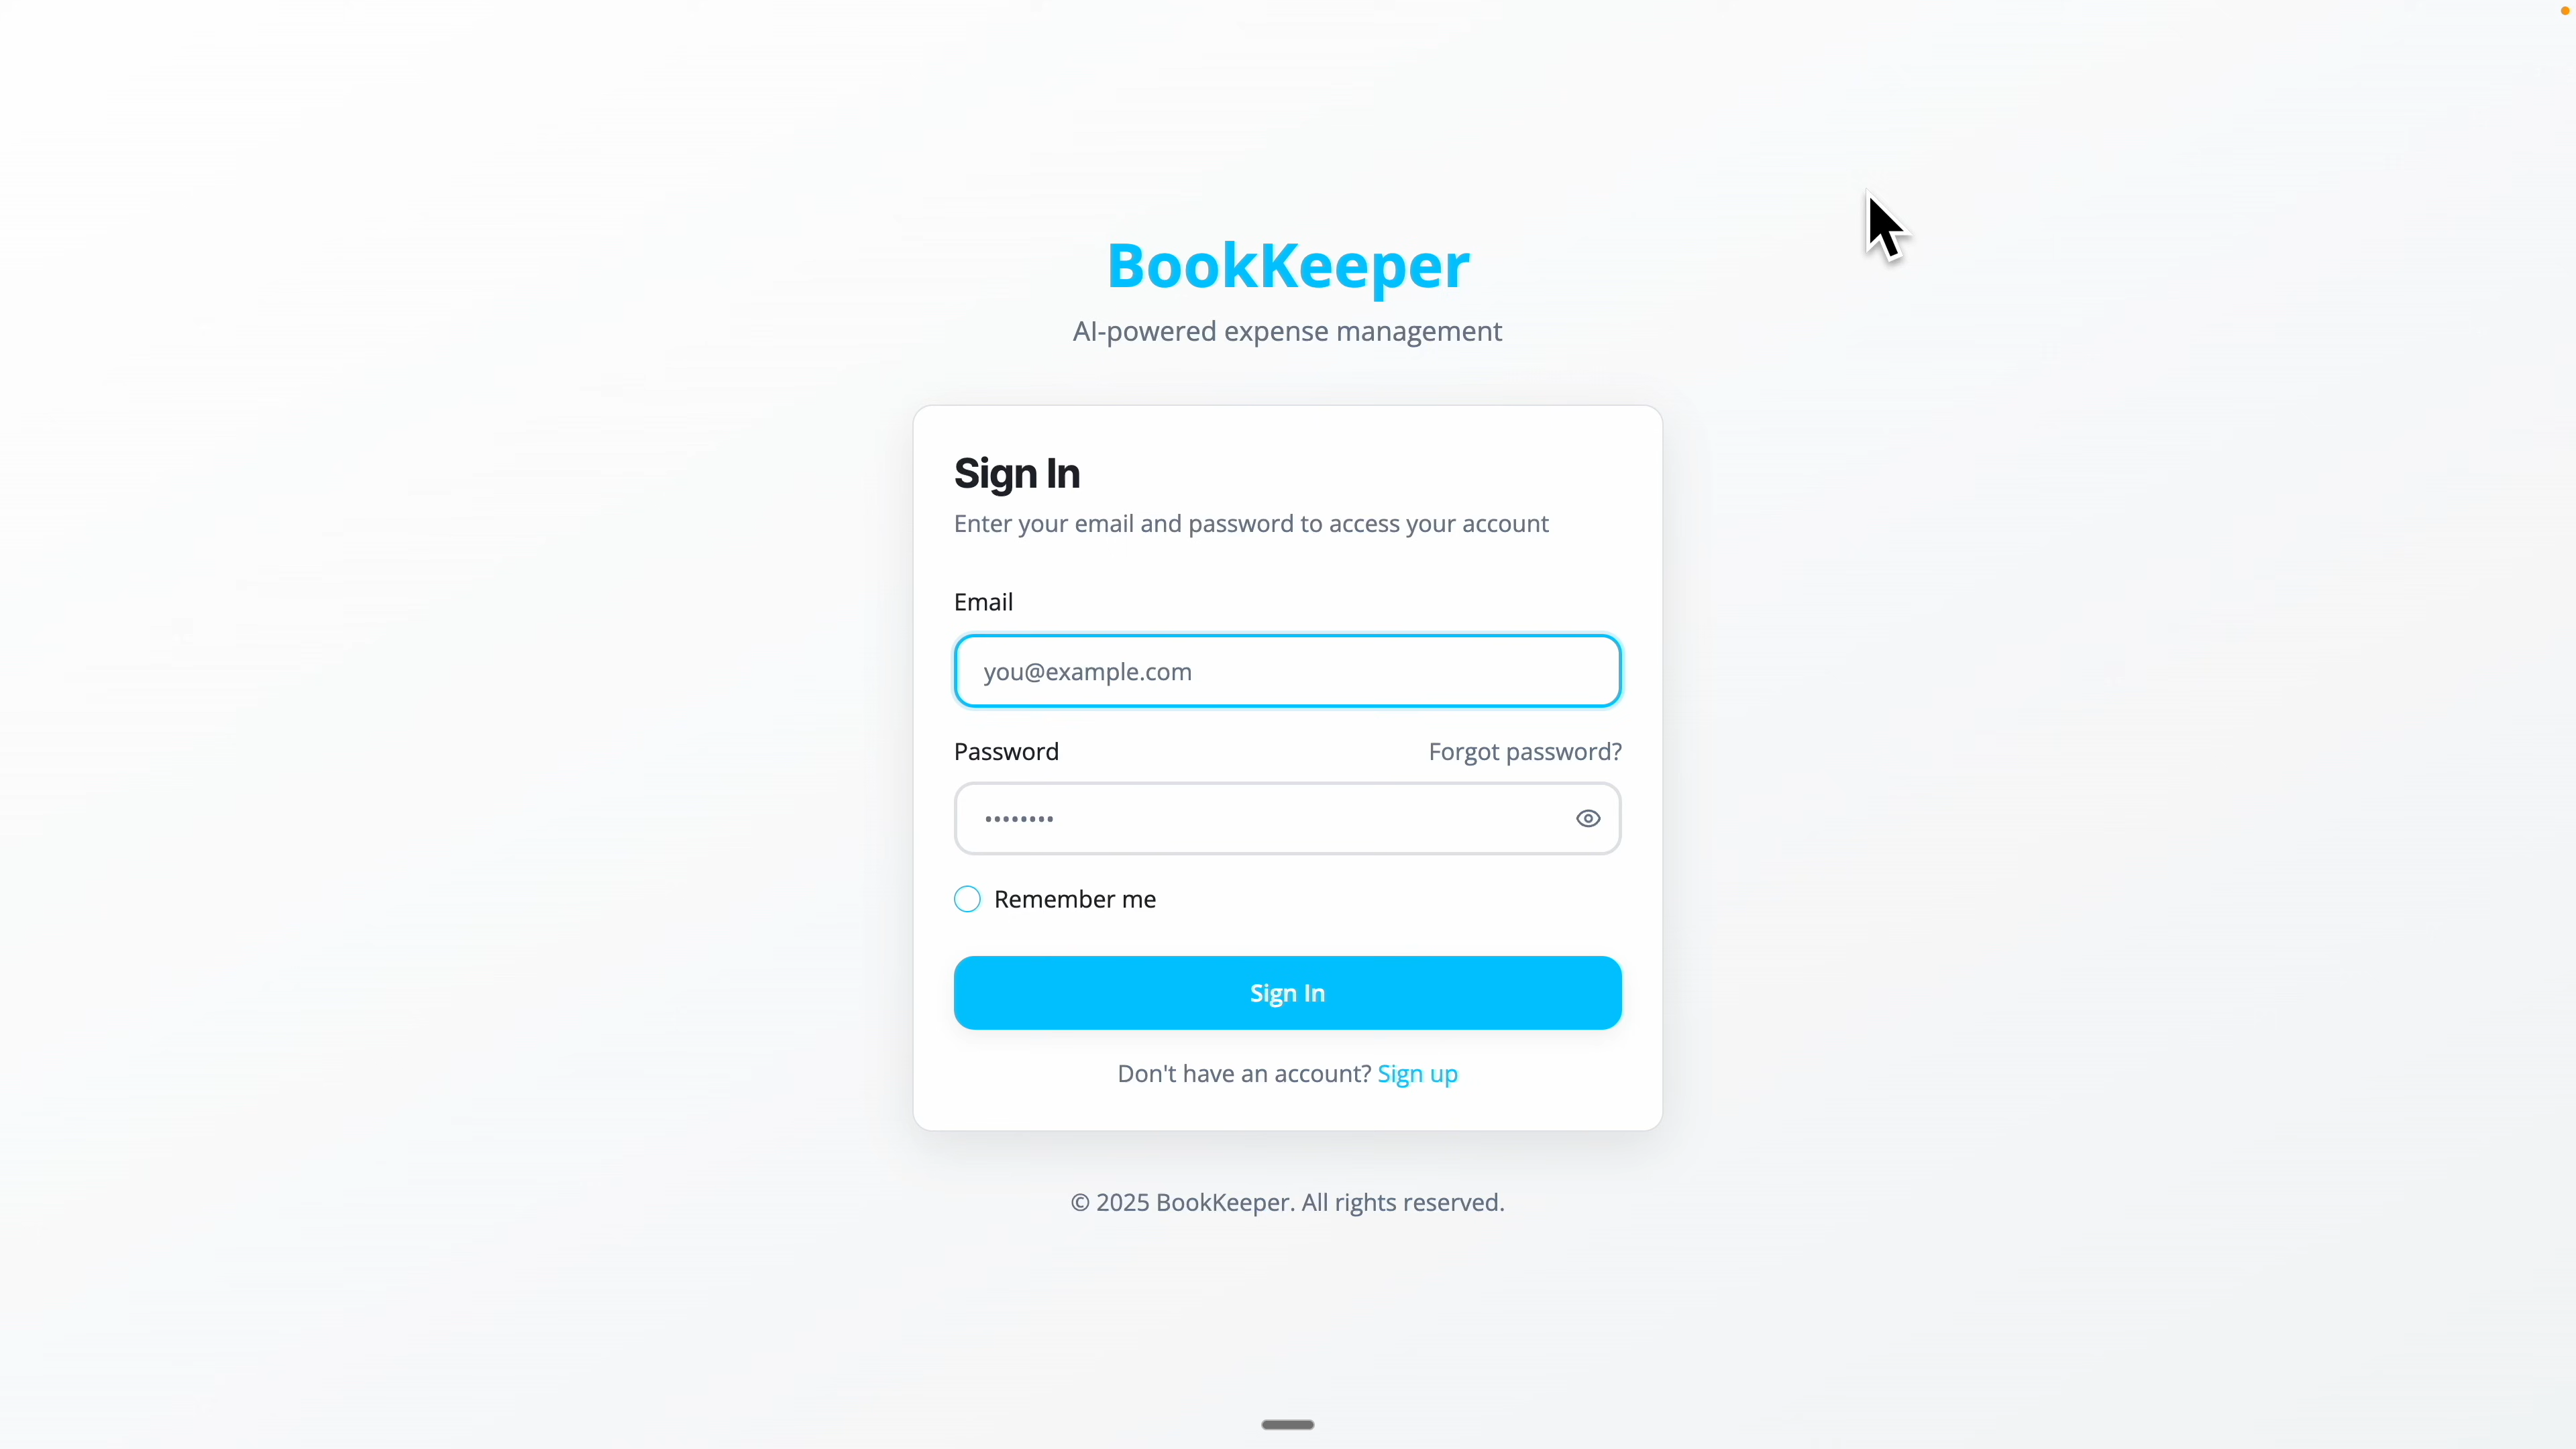 BookKeeper
AI-powered expense management
Sign In
Enter your email and password to access your account
Email
you@example.com
Password Forgot password?
••••••••
Remember me
Sign In
Don't have an account? Sign up
© 2025 BookKeeper. All rights reserved.